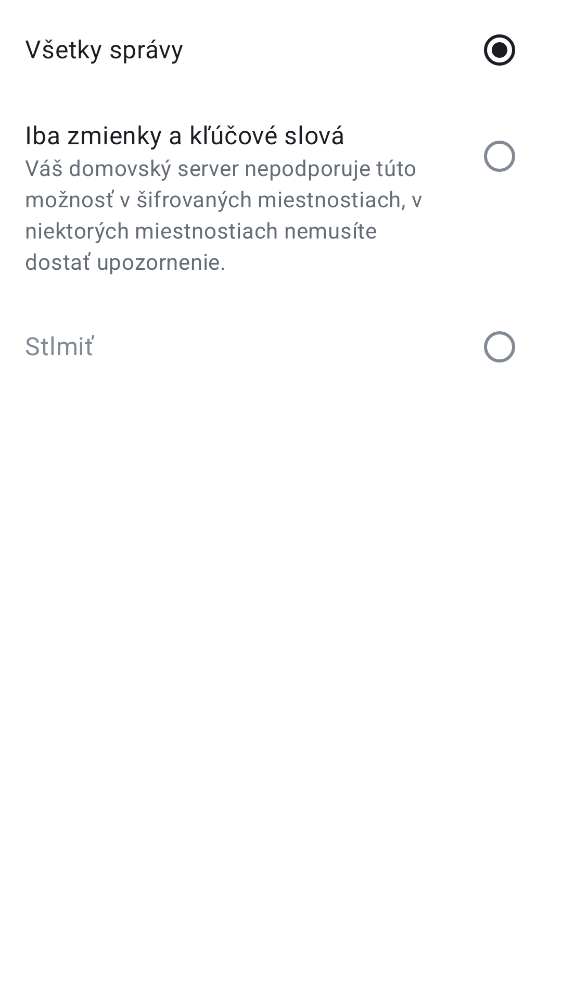 Všetky správy
Iba zmienky a kľúčové slová
Váš domovský server nepodporuje túto
možnosť v šifrovaných miestnostiach, v
niektorých miestnostiach nemusíte
dostať upozornenie.
Stlmiť